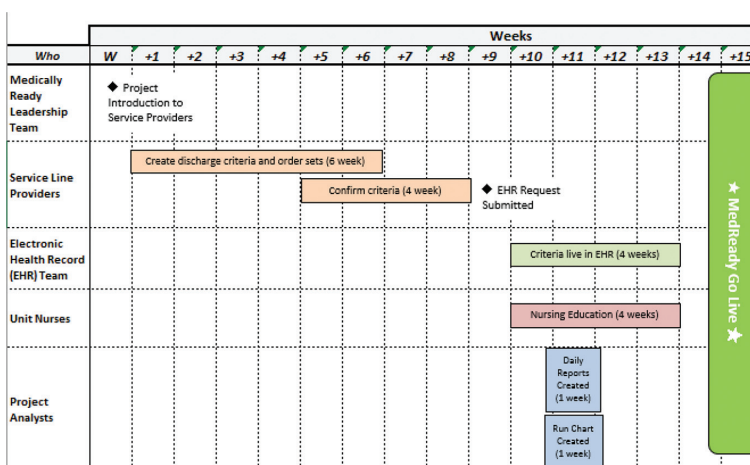 Weeks
Who W +1 +2 +3 +4 +5 +6 +7 +8 +9 +10 +11 +12 +13 +14 +15
Medically
Ready
Leadership
Team
◆ Project
Introduction to
Service Providers
Service Line
Providers
Create discharge criteria and order sets (6 week)
Confirm criteria (4 week)
◆ EHR Request
Submitted
Electronic
Health Record
(EHR) Team
Criteria live in EHR (4 weeks)
Unit Nurses
Nursing Education (4 weeks)
Project
Analysts
Daily
Reports
Created
(1 week)
Run Chart
Created
(1 week)
★ MedReady Go Live ★